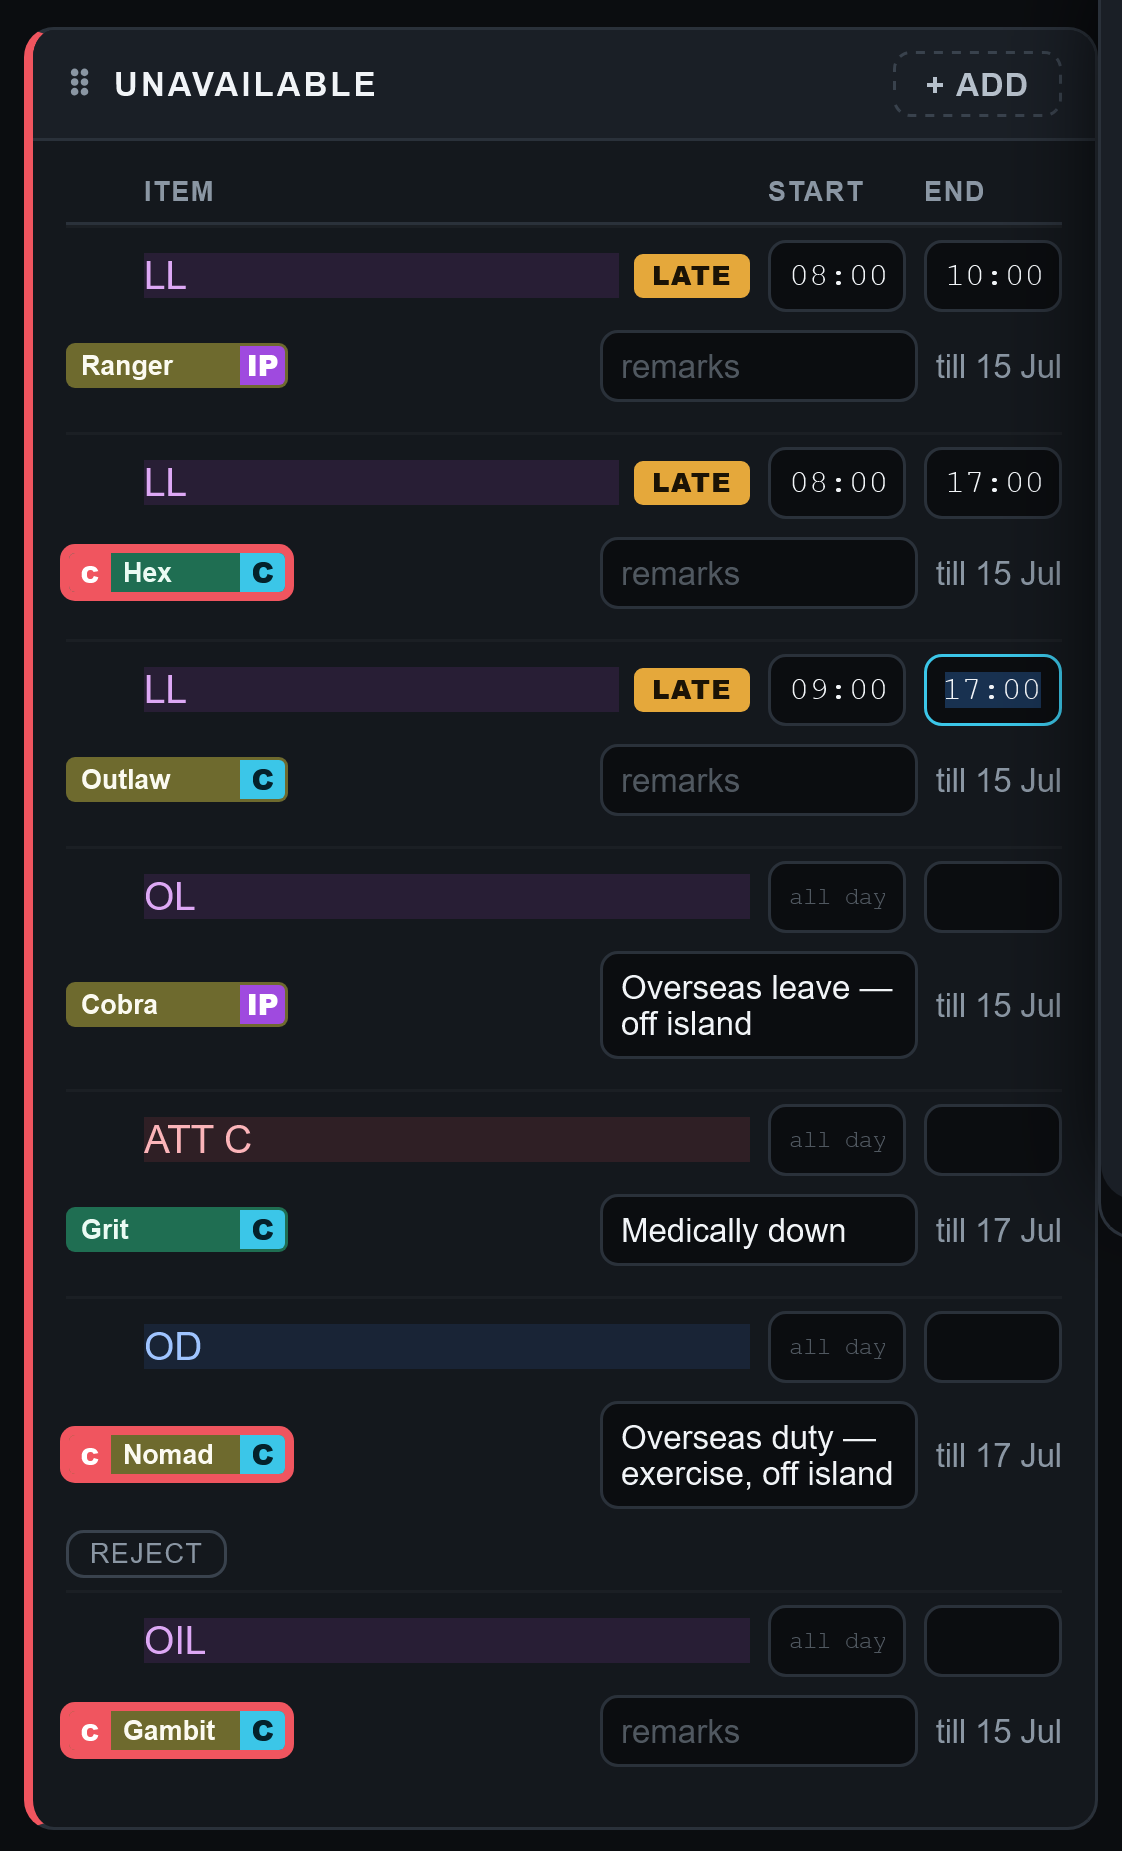 UNAVAILABLE
+ ADD
ITEM START END
LL LATE 08:00 10:00
Ranger IP remarks till 15 Jul
LL LATE 08:00 17:00
c Hex C remarks till 15 Jul
LL LATE 09:00 17:00
Outlaw C remarks till 15 Jul
OL all day
Cobra IP Overseas leave —
off island till 15 Jul
ATT C all day
Grit C Medically down till 17 Jul
OD all day
c Nomad C Overseas duty —
exercise, off island till 17 Jul
REJECT
OIL all day
c Gambit C remarks till 15 Jul